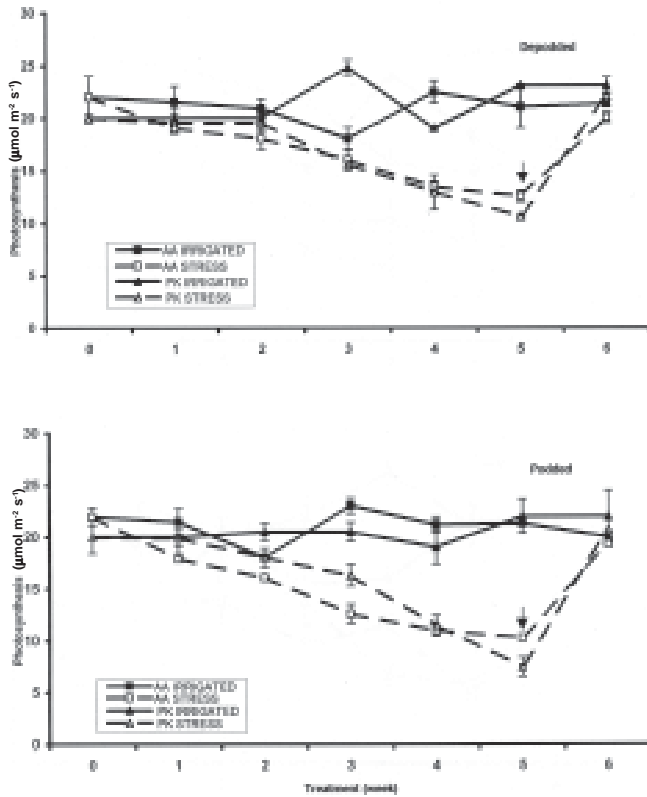 30
Depodded
25
20
15
10
5
0
Photosynthesis (µmol m⁻² s⁻¹)
AA IRRIGATED
AA STRESS
PK IRRIGATED
PK STRESS
0 1 2 3 4 5 6
30
Podded
25
20
15
10
5
0
Photosynthesis (µmol m⁻² s⁻¹)
AA IRRIGATED
AA STRESS
PK IRRIGATED
PK STRESS
0 1 2 3 4 5 6
Treatment (week)